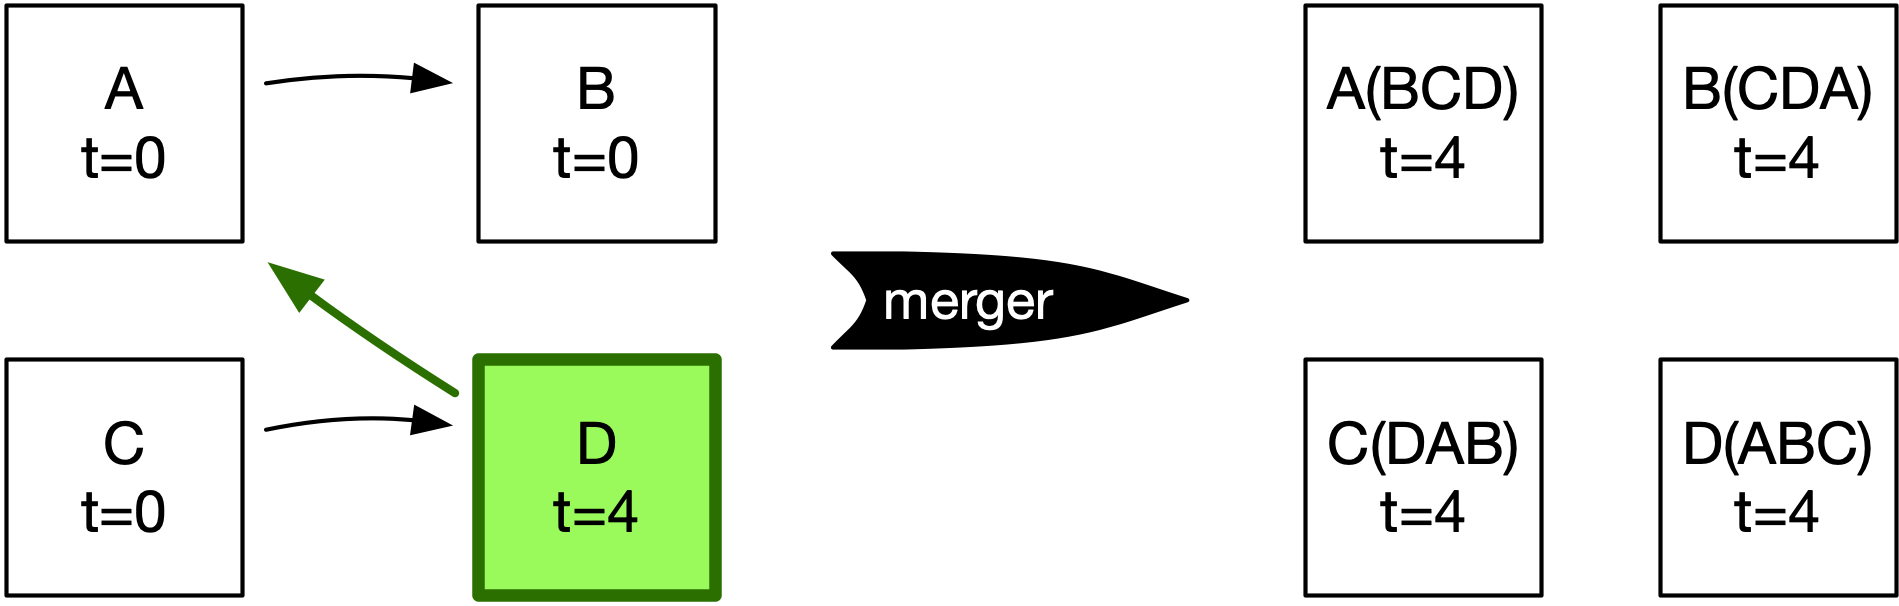 A
t=0
B
t=0
C
t=0
D
t=4
merger
A(BCD)
t=4
B(CDA)
t=4
C(DAB)
t=4
D(ABC)
t=4